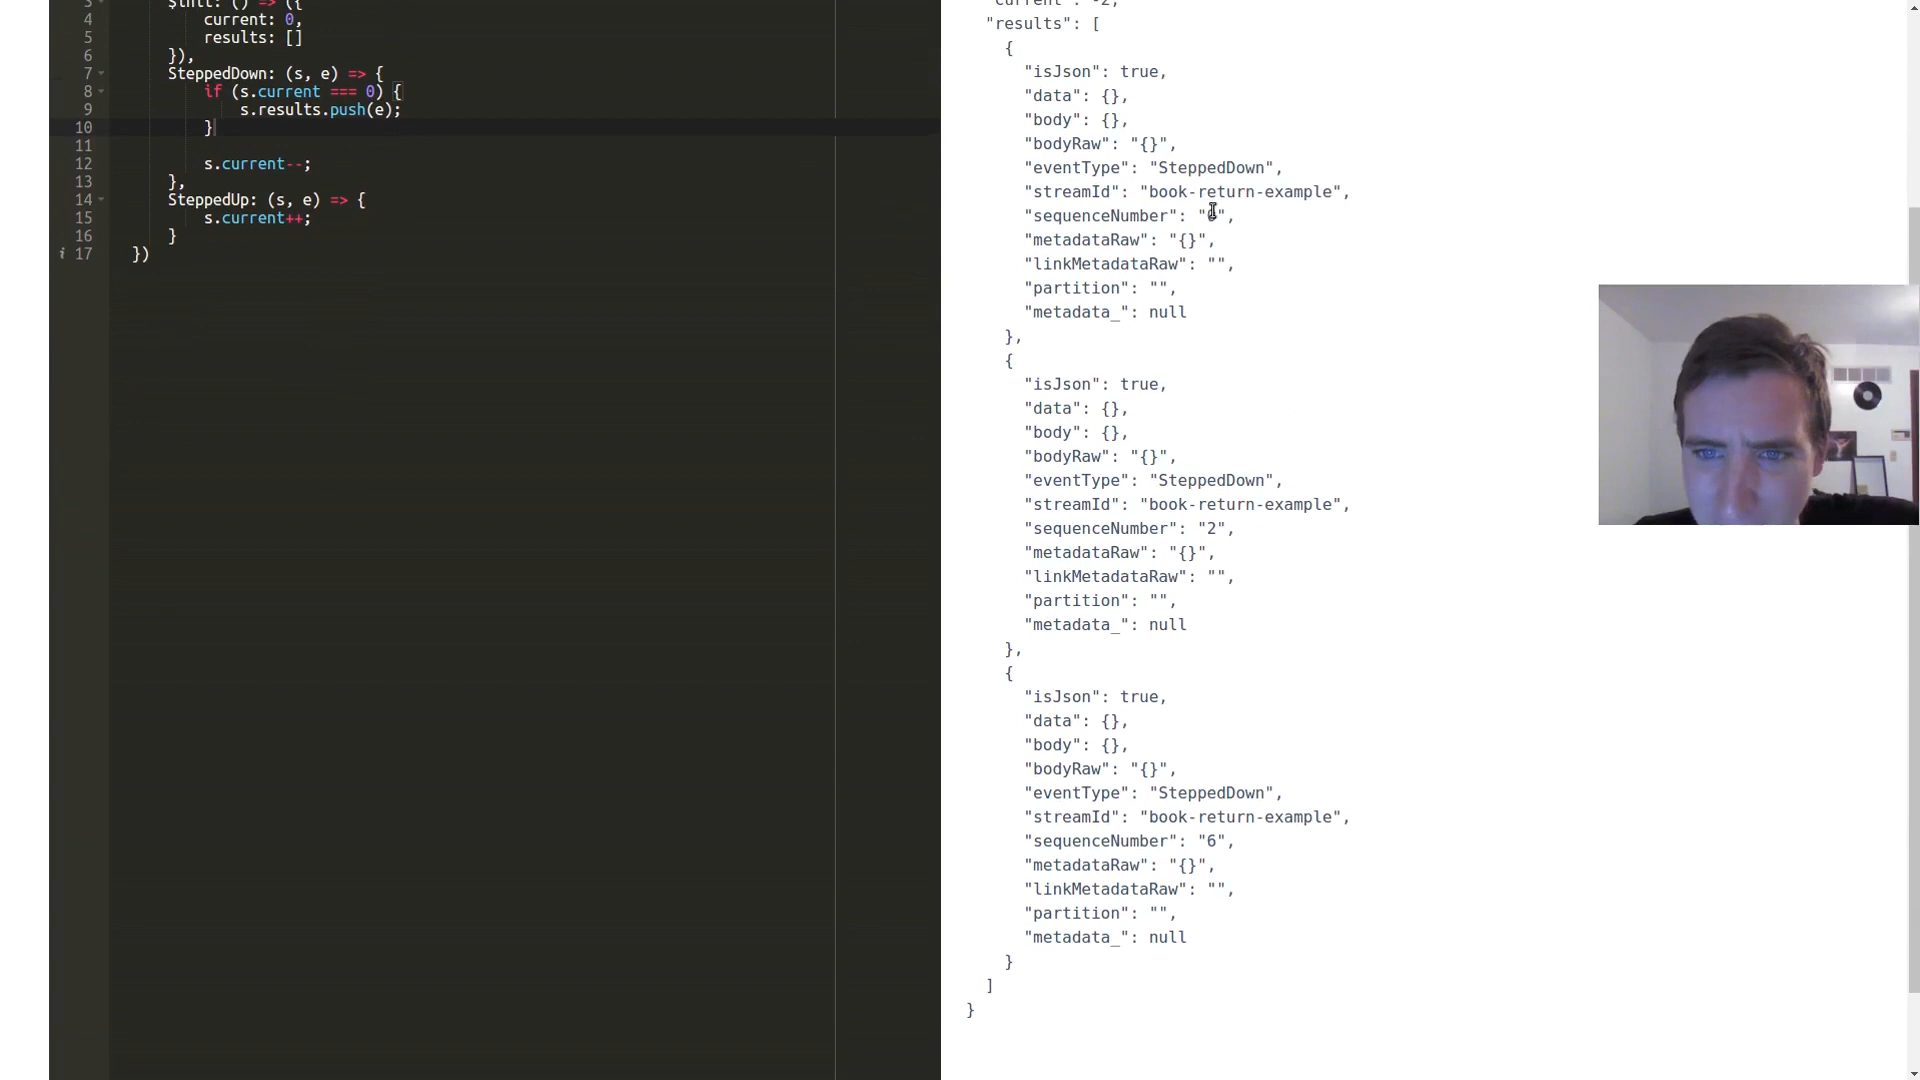 3 $init: () => ({
4 current: 0,
5 results: []
6 }),
7 SteppedDown: (s, e) => {
8 if (s.current === 0) {
9 s.results.push(e);
10 }
11
12 s.current--;
13 },
14 SteppedUp: (s, e) => {
15 s.current++;
16 }
17 })
"current": -2,
"results": [
{
"isJson": true,
"data": {},
"body": {},
"bodyRaw": "{}",
"eventType": "SteppedDown",
"streamId": "book-return-example",
"sequenceNumber":
"metadataRaw": "{}",
"linkMetadataRaw": "",
"partition": "",
"metadata_": null
},
{
"isJson": true,
"data": {},
"body": {},
"bodyRaw": "{}",
"eventType": "SteppedDown",
"streamId": "book-return-example",
"sequenceNumber": "2",
"metadataRaw": "{}",
"linkMetadataRaw": "",
"partition": "",
"metadata_": null
},
{
"isJson": true,
"data": {},
"body": {},
"bodyRaw": "{}",
"eventType": "SteppedDown",
"streamId": "book-return-example",
"sequenceNumber": "6",
"metadataRaw": "{}",
"linkMetadataRaw": "",
"partition": "",
"metadata_": null
}
]
}